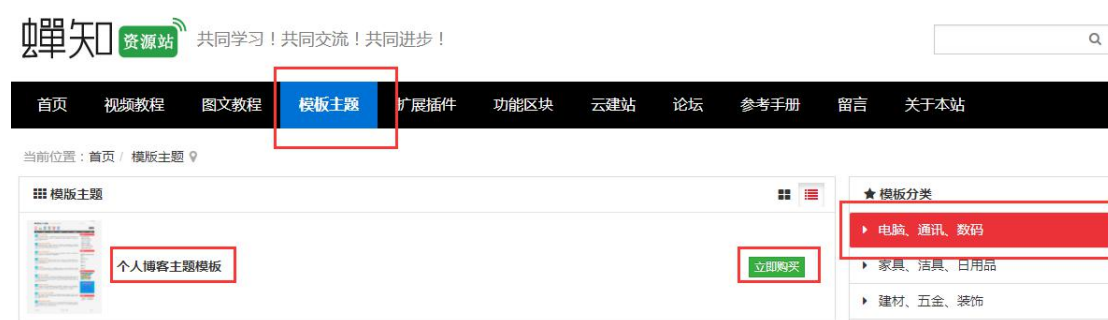 蟬知 资源站 共同学习！共同交流！共同进步！
首页 视频教程 图文教程 模板主题 扩展插件 功能区块 云建站 论坛 参考手册 留言 关于本站
当前位置：首页 / 模版主题
模版主题
个人博客主题模板 立即购买
模板分类
电脑、通讯、数码
家具、洁具、日用品
建材、五金、装饰